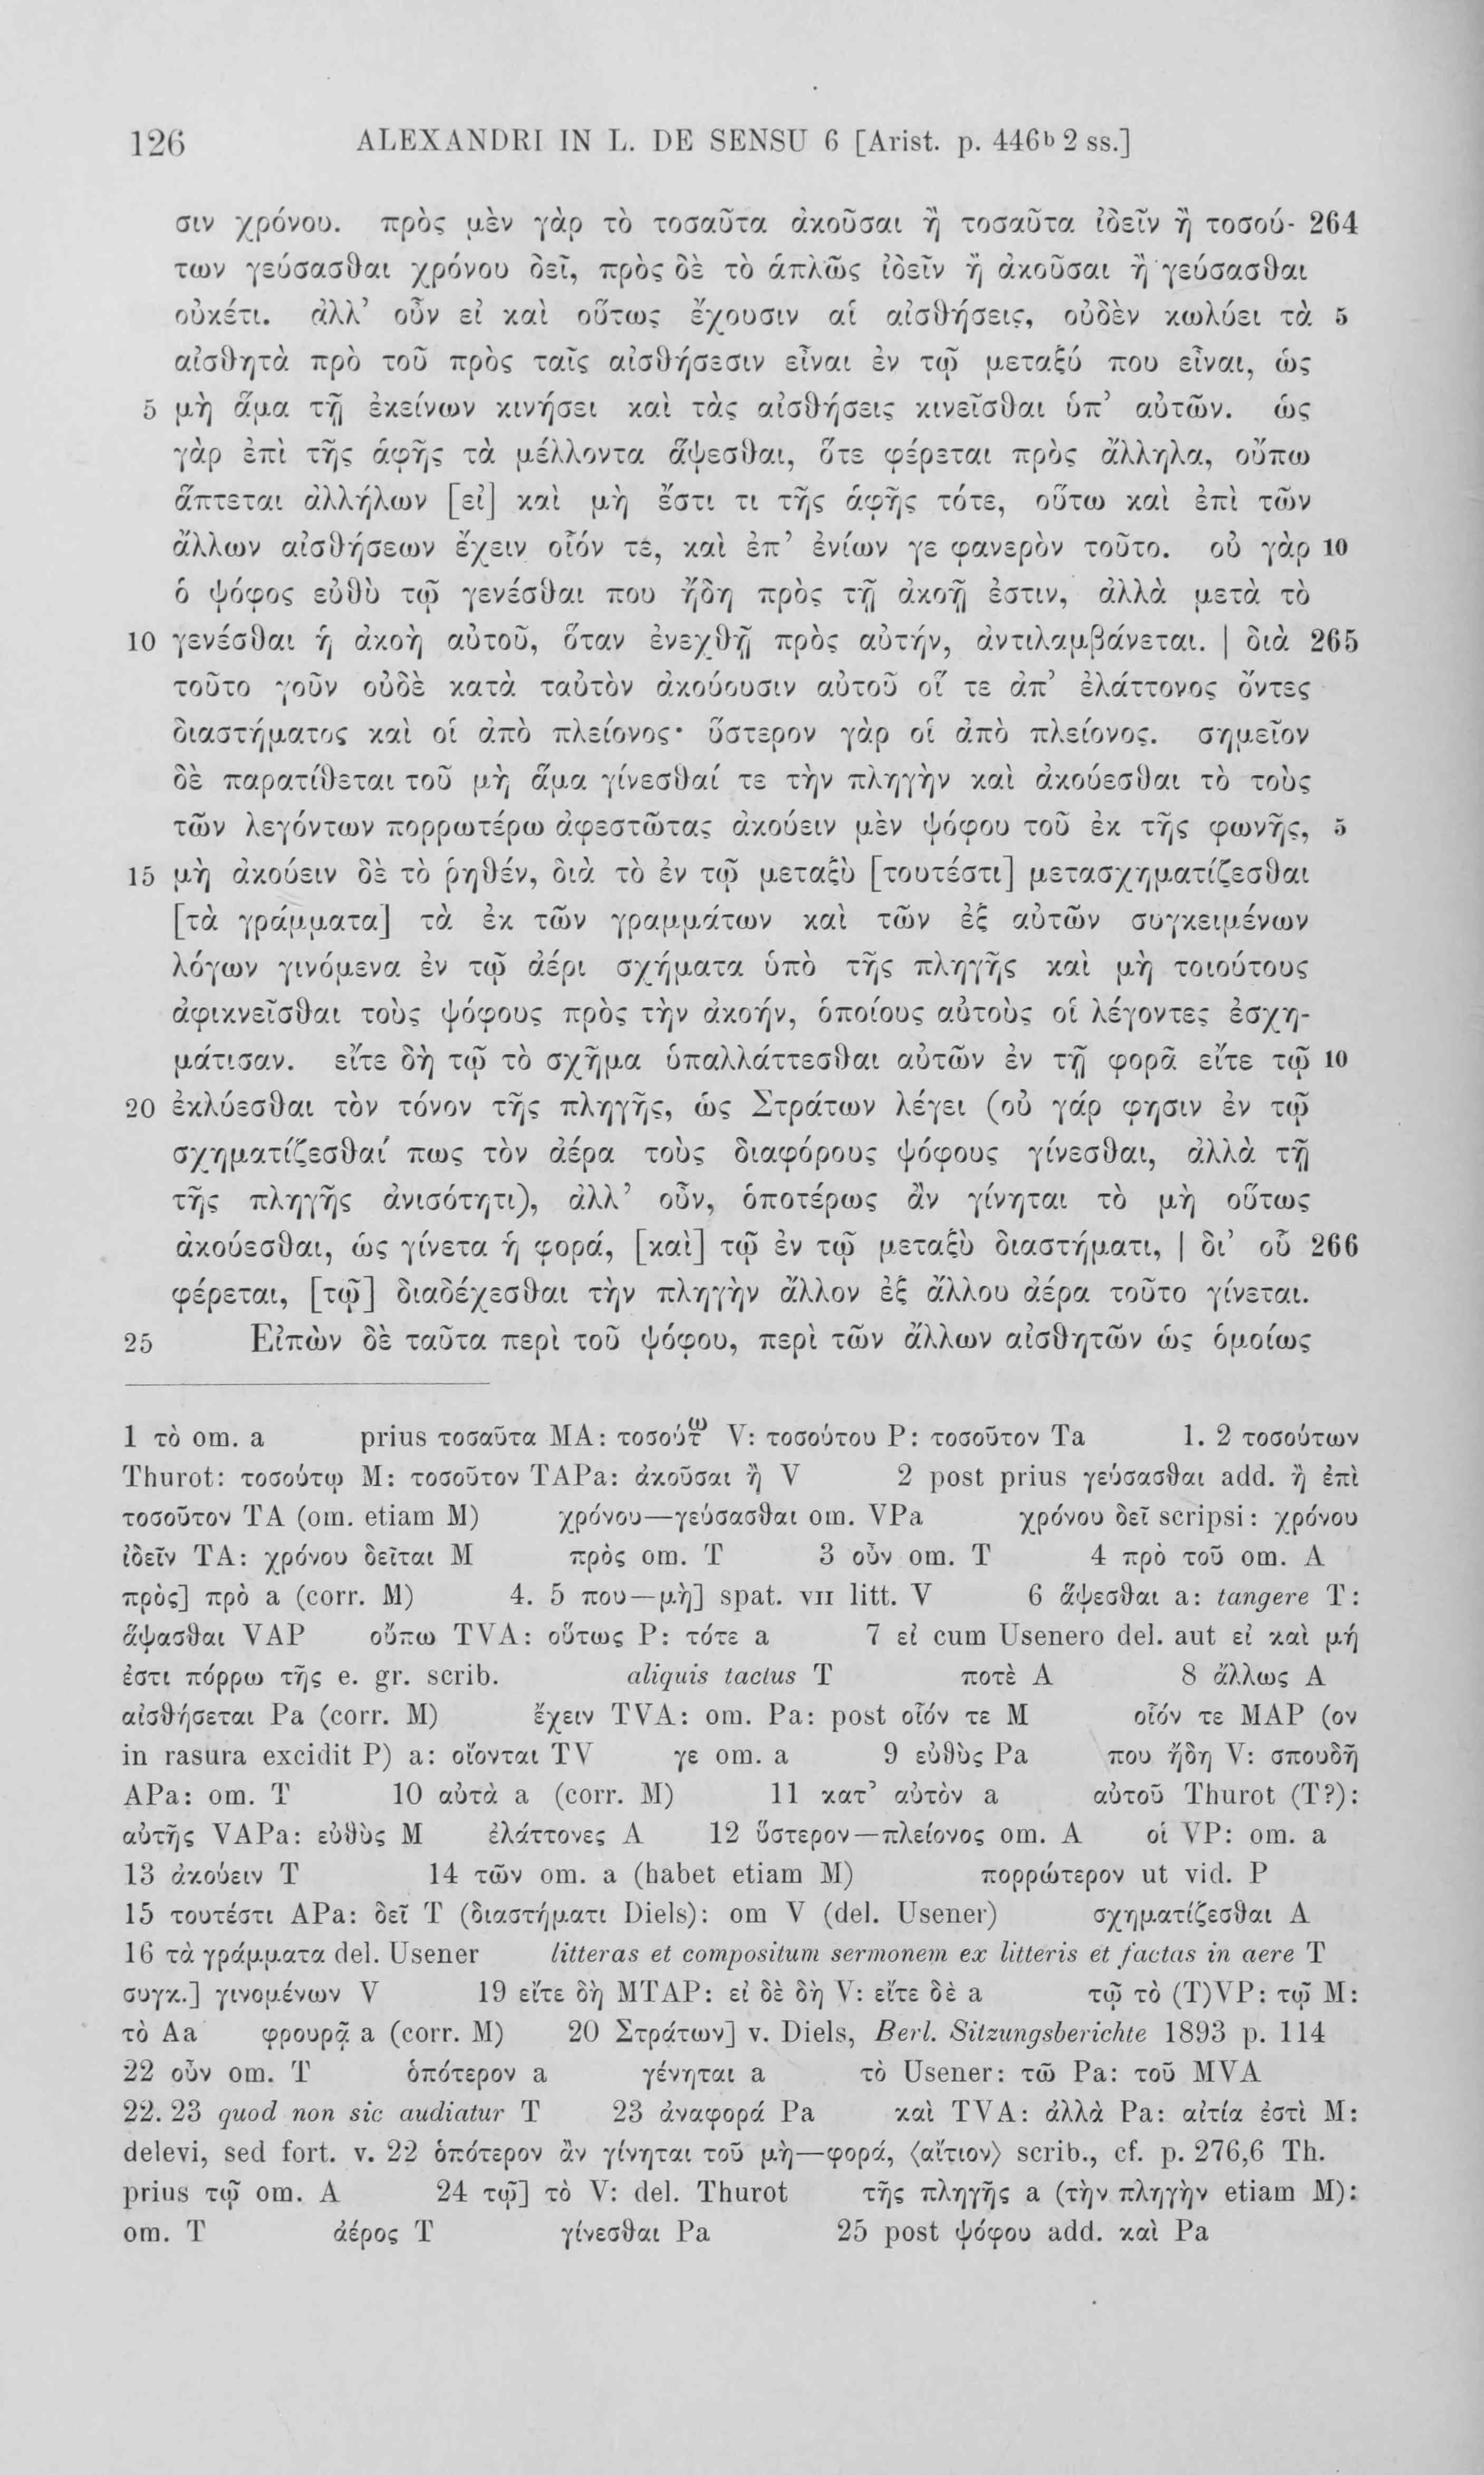 126 ALEXANDRI IN L. DE SENSU 6 [Arist. p. 446b 2 ss.]
σιν χρόνου. πρὸς μὲν γὰρ τὸ τοσαῦτα ἀκοῦσαι ἢ τοσαῦτα ἰδεῖν ἢ τοσού- 264
των γεύσασθαι χρόνου δεῖ, πρὸς δὲ τὸ ἁπλῶς ἰδεῖν ἢ ἀκοῦσαι ἢ γεύσασθαι
οὐκέτι. ἀλλ’ οὖν εἰ καὶ οὕτως ἔχουσιν αἱ αἰσθήσεις, οὐδὲν κωλύει τὰ 5
αἰσθητὰ πρὸ τοῦ πρὸς ταῖς αἰσθήσεσιν εἶναι ἐν τῷ μεταξύ που εἶναι, ὡς
5 μὴ ἅμα τῇ ἐκείνων κινήσει καὶ τὰς αἰσθήσεις κινεῖσθαι ὑπ’ αὐτῶν. ὡς
γὰρ ἐπὶ τῆς ἁφῆς τὰ μέλλοντα ἅψεσθαι, ὅτε φέρεται πρὸς ἄλληλα, οὔπω
ἅπτεται ἀλλήλων [εἰ] καὶ μὴ ἔστι τι τῆς ἁφῆς τότε, οὕτω καὶ ἐπὶ τῶν
ἄλλων αἰσθήσεων ἔχειν οἷόν τε, καὶ ἐπ’ ἐνίων γε φανερὸν τοῦτο. οὐ γὰρ 10
ὁ ψόφος εὐθὺ τῷ γενέσθαι που ἤδη πρὸς τῇ ἀκοῇ ἐστιν, ἀλλὰ μετὰ τὸ
10 γενέσθαι ἡ ἀκοὴ αὐτοῦ, ὅταν ἐνεχθῇ πρὸς αὐτήν, ἀντιλαμβάνεται. | διὰ 265
τοῦτο γοῦν οὐδὲ κατὰ ταὐτὸν ἀκούουσιν αὐτοῦ οἵ τε ἀπ’ ἐλάττονος ὄντες
διαστήματος καὶ οἱ ἀπὸ πλείονος· ὕστερον γὰρ οἱ ἀπὸ πλείονος. σημεῖον
δὲ παρατίθεται τοῦ μὴ ἅμα γίνεσθαί τε τὴν πληγὴν καὶ ἀκούεσθαι τὸ τοὺς
τῶν λεγόντων πορρωτέρω ἀφεστῶτας ἀκούειν μὲν ψόφου τοῦ ἐκ τῆς φωνῆς, 5
15 μὴ ἀκούειν δὲ τὸ ῥηθέν, διὰ τὸ ἐν τῷ μεταξὺ [τουτέστι] μετασχηματίζεσθαι
[τὰ γράμματα] τὰ ἐκ τῶν γραμμάτων καὶ τῶν ἐξ αὐτῶν συγκειμένων
λόγων γινόμενα ἐν τῷ ἀέρι σχήματα ὑπὸ τῆς πληγῆς καὶ μὴ τοιούτους
ἀφικνεῖσθαι τοὺς ψόφους πρὸς τὴν ἀκοήν, ὁποίους αὐτοὺς οἱ λέγοντες ἐσχη-
μάτισαν. εἴτε δὴ τῷ τὸ σχῆμα ὑπαλλάττεσθαι αὐτῶν ἐν τῇ φορᾷ εἴτε τῷ 10
20 ἐκλύεσθαι τὸν τόνον τῆς πληγῆς, ὡς Στράτων λέγει (οὐ γάρ φησιν ἐν τῷ
σχηματίζεσθαί πως τὸν ἀέρα τοὺς διαφόρους ψόφους γίνεσθαι, ἀλλὰ τῇ
τῆς πληγῆς ἀνισότητι), ἀλλ’ οὖν, ὁποτέρως ἂν γίνηται τὸ μὴ οὕτως
ἀκούεσθαι, ὡς γίνετα ἡ φορά, [καὶ] τῷ ἐν τῷ μεταξὺ διαστήματι, | δι’ οὗ 266
φέρεται, [τῷ] διαδέχεσθαι τὴν πληγὴν ἄλλον ἐξ ἄλλου ἀέρα τοῦτο γίνεται.
25 Εἰπὼν δὲ ταῦτα περὶ τοῦ ψόφου, περὶ τῶν ἄλλων αἰσθητῶν ὡς ὁμοίως
1 τὸ om. a prius τοσαῦτα MA: τοσούτω V: τοσούτου P: τοσοῦτον Ta 1. 2 τοσούτων
Thurot: τοσούτῳ M: τοσοῦτον TAPa: ἀκοῦσαι ἢ V 2 post prius γεύσασθαι add. ἢ ἐπὶ
τοσοῦτον TA (om. etiam M) χρόνου—γεύσασθαι om. VPa χρόνου δεῖ scripsi: χρόνου
ἰδεῖν TA: χρόνου δεῖται M πρὸς om. T 3 οὖν om. T 4 πρὸ τοῦ om. A
πρὸς] πρὸ a (corr. M) 4. 5 που—μὴ] spat. VII litt. V 6 ἅψεσθαι a: tangere T:
ἅψασθαι VAP οὔπω TVA: οὕτως P: τότε a 7 εἰ cum Usenero del. aut εἰ καὶ μή
ἐστι πόρρω τῆς e. gr. scrib. aliquis tactus T ποτὲ A 8 ἄλλως A
αἰσθήσεται Pa (corr. M) ἔχειν TVA: om. Pa: post οἷόν τε M οἷόν τε MAP (ον
in rasura excidit P) a: οἴονται TV γε om. a 9 εὐθὺς Pa που ἤδη V: σπουδῇ
APa: om. T 10 αὐτὰ a (corr. M) 11 κατ’ αὐτὸν a αὐτοῦ Thurot (T?):
αὐτῆς VAPa: εὐθὺς M ἐλάττονες A 12 ὕστερον—πλείονος om. A οἱ VP: om. a
13 ἀκούειν T 14 τῶν om. a (habet etiam M) πορρώτερον ut vid. P
15 τουτέστι APa: δεῖ T (διαστήματι Diels): om V (del. Usener) σχηματίζεσθαι A
16 τὰ γράμματα del. Usener litteras et compositum sermonem ex litteris et factas in aere T
συγκ.] γινομένων V 19 εἴτε δὴ MTAP: εἰ δὲ δὴ V: εἴτε δὲ a τῷ τὸ (T)VP: τῷ M:
τὸ Aa φρουρᾷ a (corr. M) 20 Στράτων] v. Diels, Berl. Sitzungsberichte 1893 p. 114
22 οὖν om. T ὁπότερον a γένηται a τὸ Usener: τῶ Pa: τοῦ MVA
22. 23 quod non sic audiatur T 23 ἀναφορά Pa καὶ TVA: ἀλλὰ Pa: αἰτία ἐστὶ M:
delevi, sed fort. v. 22 ὁπότερον ἂν γίνηται τοῦ μὴ—φορά, ⟨αἴτιον⟩ scrib., cf. p. 276,6 Th.
prius τῷ om. A 24 τῷ] τὸ V: del. Thurot τῆς πληγῆς a (τὴν πληγὴν etiam M):
om. T ἀέρος T γίνεσθαι Pa 25 post ψόφου add. καὶ Pa